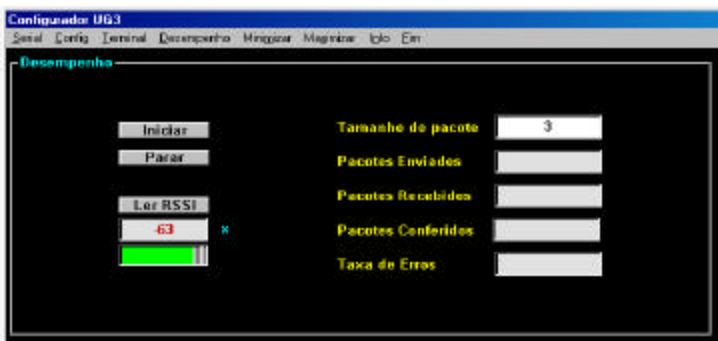 Configurador UG3
Serial Config Terminal Desempenho Minimizar Maximizar Fim
Desempenho
Iniciar
Parar
Ler RSSI
-63
x
Tamanho de pacote 3
Pacotes Enviados
Pacotes Recebidos
Pacotes Conferidos
Taxa de Erros